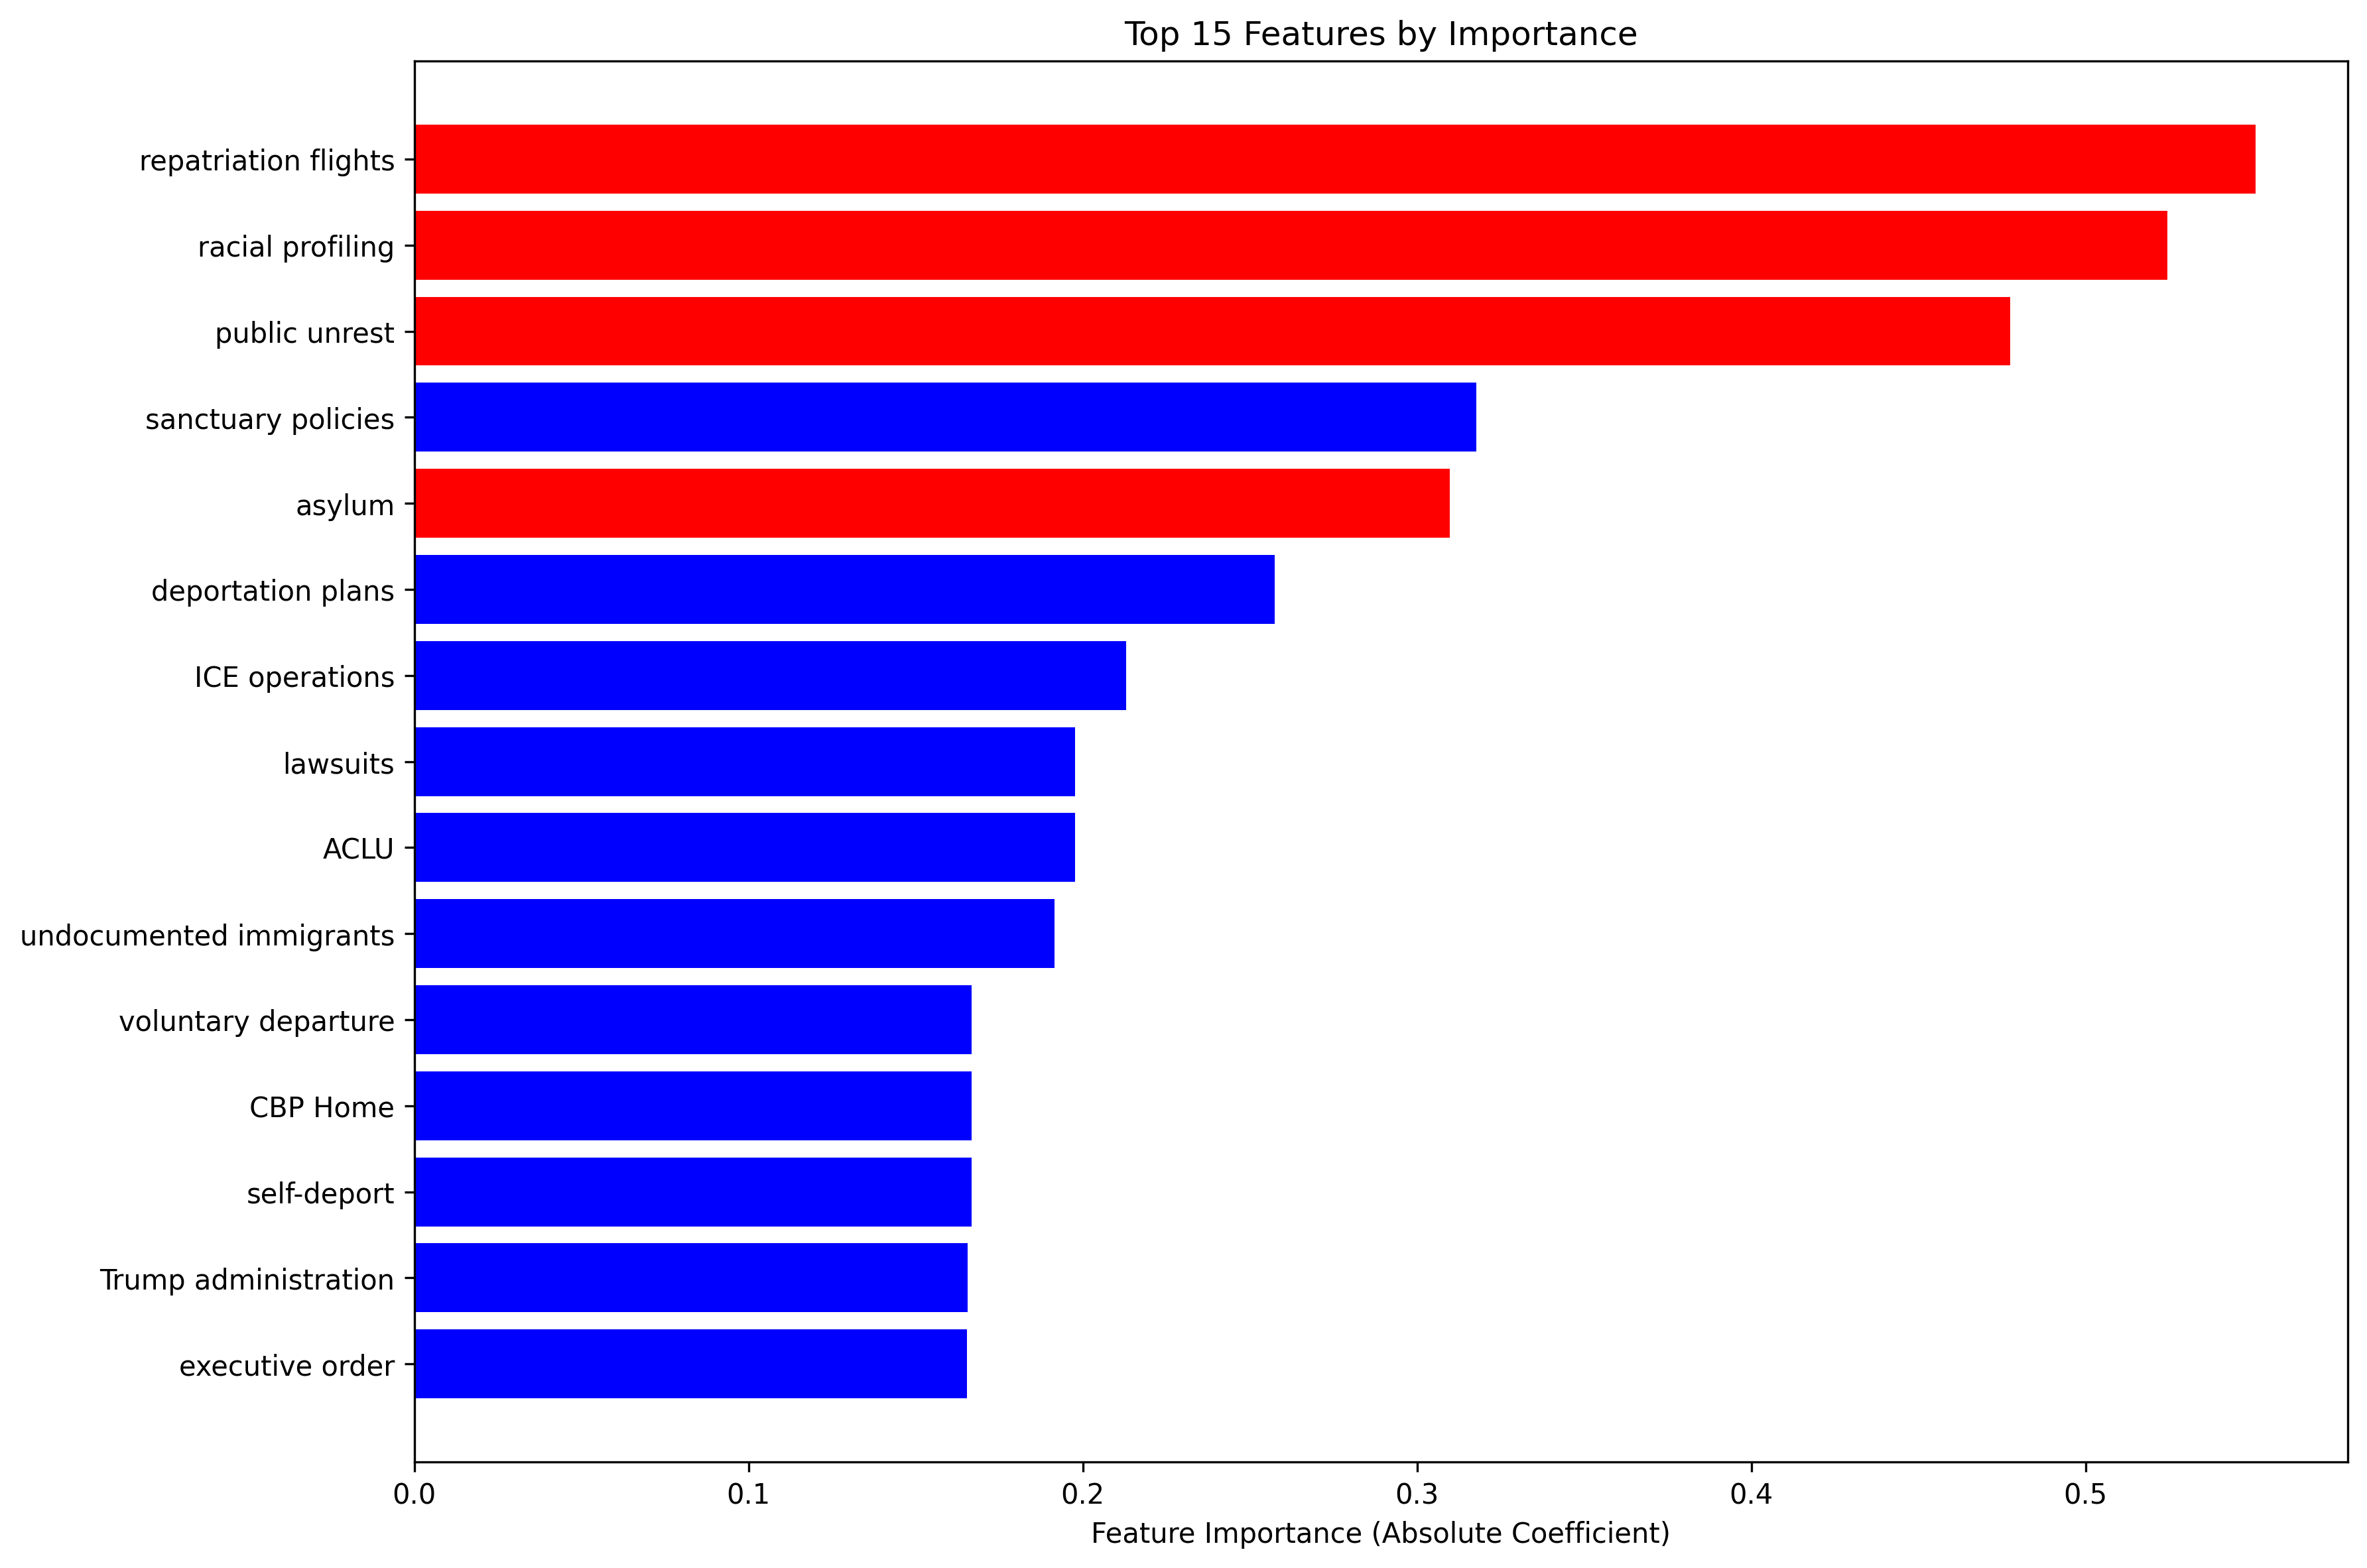 Top 15 Features by Importance
repatriation flights
racial profiling
public unrest
sanctuary policies
asylum
deportation plans
ICE operations
lawsuits
ACLU
undocumented immigrants
voluntary departure
CBP Home
self-deport
Trump administration
executive order
0.0 0.1 0.2 0.3 0.4 0.5
Feature Importance (Absolute Coefficient)